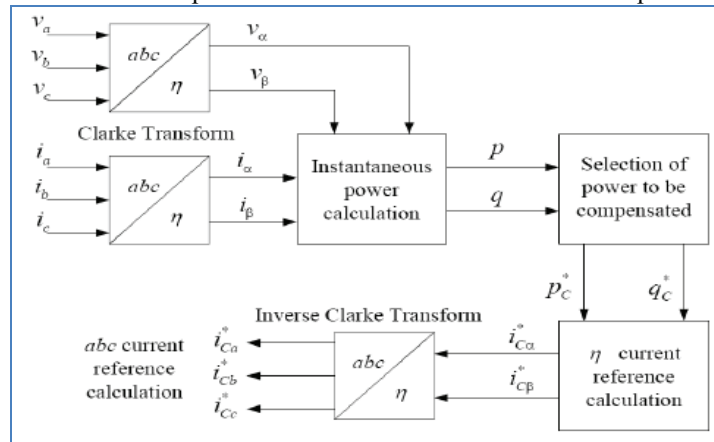 v_a
v_b
v_c
abc
η
v_α
v_β
Clarke Transform
i_a
i_b
i_c
abc
η
i_α
i_β
Instantaneous
power
calculation
p
q
Selection of
power to be
compensated
p*_C
q*_C
Inverse Clarke Transform
abc current
reference
calculation
i*_Ca
i*_Cb
i*_Cc
abc
η
i*_Cα
i*_Cβ
η current
reference
calculation